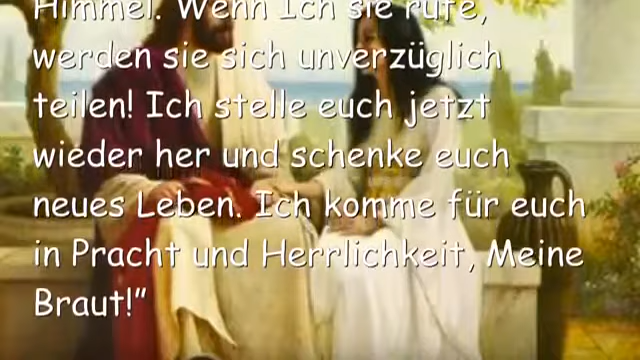 Himmel. Wenn Ich sie rufe,
werden sie sich unverzüglich
teilen! Ich stelle euch jetzt
wieder her und schenke euch
neues Leben. Ich komme für euch
in Pracht und Herrlichkeit, Meine
Braut!”